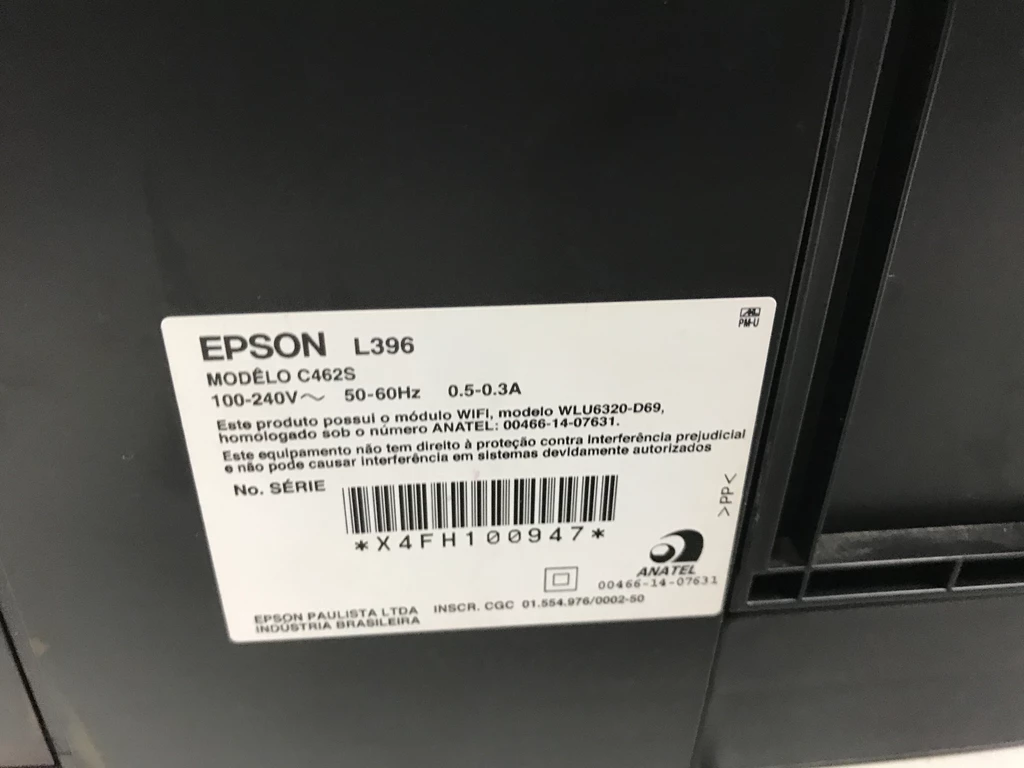 EPSON L396
PM-U
MODÊLO C462S
100-240V～ 50-60Hz 0.5-0.3A
Este produto possui o módulo WIFI, modelo WLU6320-D69,
homologado sob o número ANATEL: 00466-14-07631.
Este equipamento não tem direito à proteção contra interferência prejudicial
e não pode causar interferência em sistemas devidamente autorizados
No. SÉRIE
>PP<
*X4FH100947*
ANATEL
00466-14-07631
EPSON PAULISTA LTDA INSCR. CGC 01.554.976/0002-50
INDÚSTRIA BRASILEIRA